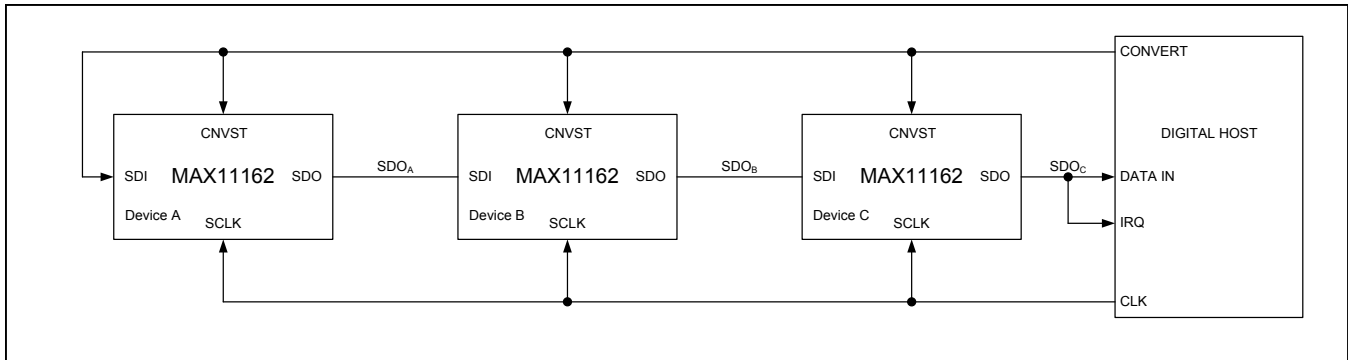 CONVERT
CNVST CNVST CNVST
DIGITAL HOST
SDI MAX11162 SDO SDOA SDI MAX11162 SDO SDOB SDI MAX11162 SDO SDOC DATA IN
Device A Device B Device C
SCLK SCLK SCLK
IRQ
CLK